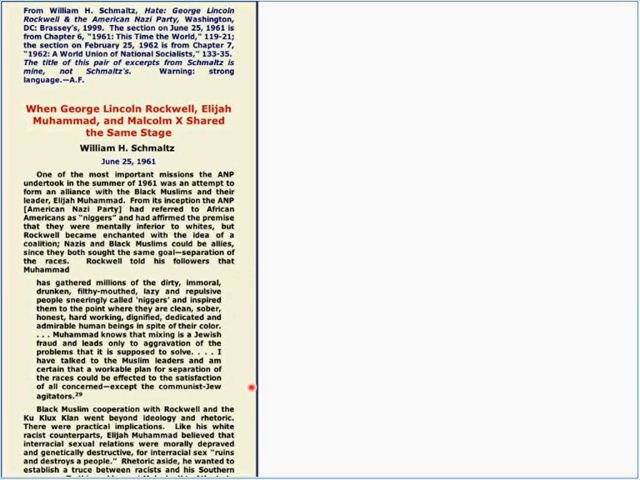 From William H. Schmaltz, Hate: George Lincoln
Rockwell & the American Nazi Party, Washington,
DC: Brassey's, 1999. The section on June 25, 1961 is
from Chapter 6, "1961: This Time the World," 119-21;
the section on February 25, 1962 is from Chapter 7,
"1962: A World Union of National Socialists," 133-35.
The title of this pair of excerpts from Schmaltz is
mine, not Schmaltz's. Warning: strong
language.—A.F.
When George Lincoln Rockwell, Elijah
Muhammad, and Malcolm X Shared
the Same Stage
William H. Schmaltz
June 25, 1961
One of the most important missions the ANP
undertook in the summer of 1961 was an attempt to
form an alliance with the Black Muslims and their
leader, Elijah Muhammad. From its inception the ANP
[American Nazi Party] had referred to African
Americans as "niggers" and had affirmed the premise
that they were mentally inferior to whites, but
Rockwell became enchanted with the idea of a
coalition; Nazis and Black Muslims could be allies,
since they both sought the same goal—separation of
the races. Rockwell told his followers that
Muhammad
has gathered millions of the dirty, immoral,
drunken, filthy-mouthed, lazy and repulsive
people sneeringly called 'niggers' and inspired
them to the point where they are clean, sober,
honest, hard working, dignified, dedicated and
admirable human beings in spite of their color.
. . . Muhammad knows that mixing is a Jewish
fraud and leads only to aggravation of the
problems that it is supposed to solve. . . . I
have talked to the Muslim leaders and am
certain that a workable plan for separation of
the races could be effected to the satisfaction
of all concerned—except the communist-Jew
agitators.29
Black Muslim cooperation with Rockwell and the
Ku Klux Klan went beyond ideology and rhetoric.
There were practical implications. Like his white
racist counterparts, Elijah Muhammad believed that
interracial sexual relations were morally depraved
and genetically destructive, for interracial sex "ruins
and destroys a people." Rhetoric aside, he wanted to
establish a truce between racists and his Southern